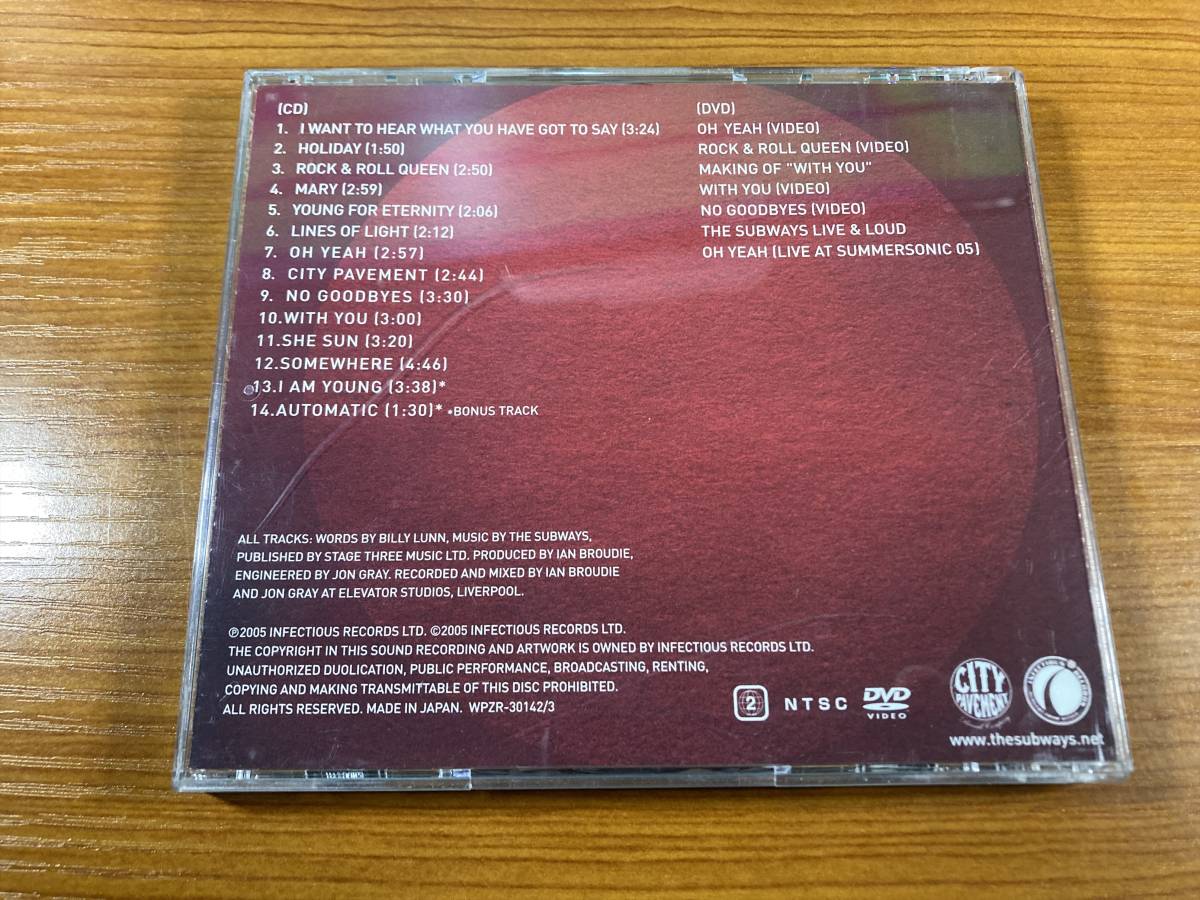 (CD)
1. I WANT TO HEAR WHAT YOU HAVE GOT TO SAY (3:24)
2. HOLIDAY (1:50)
3. ROCK & ROLL QUEEN (2:50)
4. MARY (2:59)
5. YOUNG FOR ETERNITY (2:06)
6. LINES OF LIGHT (2:12)
7. OH YEAH (2:57)
8. CITY PAVEMENT (2:44)
9. NO GOODBYES (3:30)
10.WITH YOU (3:00)
11.SHE SUN (3:20)
12.SOMEWHERE (4:46)
13.I AM YOUNG (3:38)*
14.AUTOMATIC (1:30)* •BONUS TRACK
(DVD)
OH YEAH (VIDEO)
ROCK & ROLL QUEEN (VIDEO)
MAKING OF "WITH YOU"
WITH YOU (VIDEO)
NO GOODBYES (VIDEO)
THE SUBWAYS LIVE & LOUD
OH YEAH (LIVE AT SUMMERSONIC 05)
ALL TRACKS: WORDS BY BILLY LUNN, MUSIC BY THE SUBWAYS,
PUBLISHED BY STAGE THREE MUSIC LTD. PRODUCED BY IAN BROUDIE,
ENGINEERED BY JON GRAY. RECORDED AND MIXED BY IAN BROUDIE
AND JON GRAY AT ELEVATOR STUDIOS, LIVERPOOL.
℗2005 INFECTIOUS RECORDS LTD. ©2005 INFECTIOUS RECORDS LTD.
THE COPYRIGHT IN THIS SOUND RECORDING AND ARTWORK IS OWNED BY INFECTIOUS RECORDS LTD.
UNAUTHORIZED DUOLICATION, PUBLIC PERFORMANCE, BROADCASTING, RENTING,
COPYING AND MAKING TRANSMITTABLE OF THIS DISC PROHIBITED.
ALL RIGHTS RESERVED. MADE IN JAPAN. WPZR-30142/3
2 NTSC DVD
VIDEO
CITY
PAVEMENT
www.thesubways.net